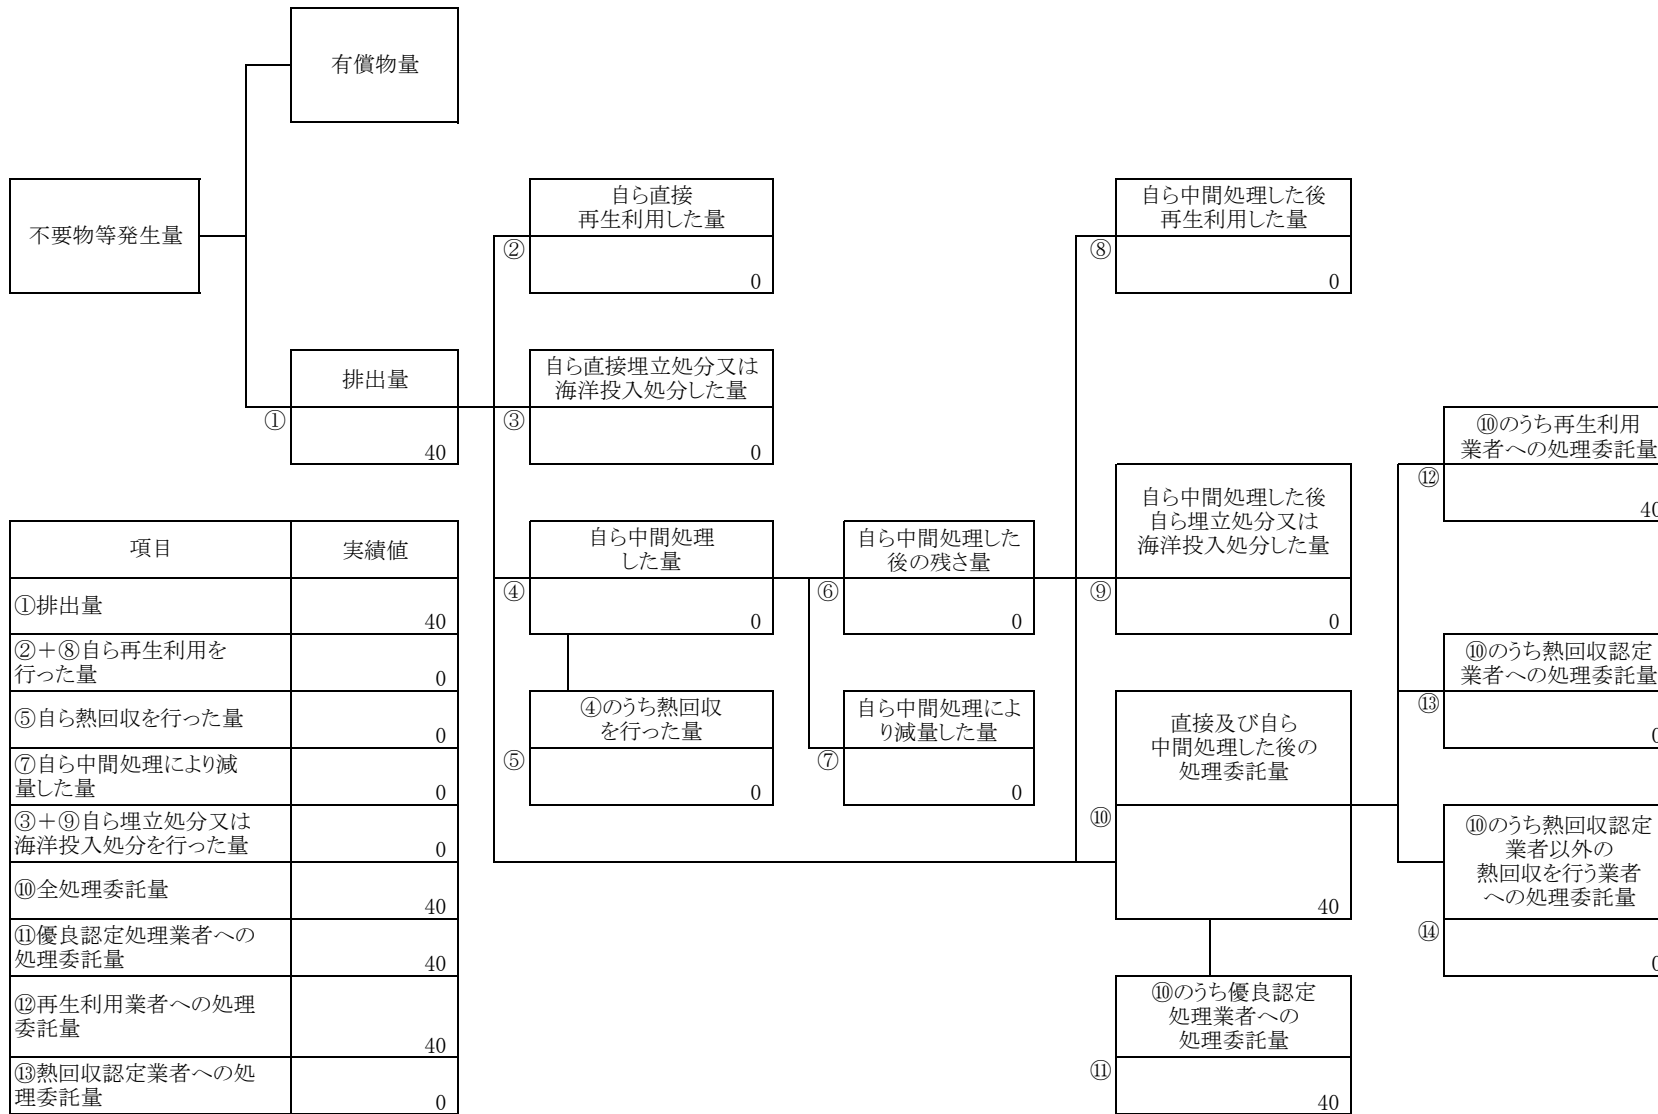 有償物量
不要物等発生量
自ら直接
再生利用した量
②
0
自ら中間処理した後
再生利用した量
⑧
0
排出量
①
40
自ら直接埋立処分又は
海洋投入処分した量
③
0
⑩のうち再生利用
業者への処理委託量
⑫
40
自ら中間処理
した量
④
0
自ら中間処理した
後の残さ量
⑥
0
自ら中間処理した後
自ら埋立処分又は
海洋投入処分した量
⑨
0
⑩のうち熱回収認定
業者への処理委託量
⑬
0
④のうち熱回収
を行った量
⑤
0
自ら中間処理によ
り減量した量
⑦
0
直接及び自ら
中間処理した後の
処理委託量
⑩
40
⑩のうち熱回収認定
業者以外の
熱回収を行う業者
への処理委託量
⑭
0
⑩のうち優良認定
処理業者への
処理委託量
⑪
40
項目 実績値
①排出量 40
②+⑧自ら再生利用を
行った量 0
⑤自ら熱回収を行った量 0
⑦自ら中間処理により減
量した量 0
③+⑨自ら埋立処分又は
海洋投入処分を行った量 0
⑩全処理委託量 40
⑪優良認定処理業者への
処理委託量 40
⑫再生利用業者への処理
委託量 40
⑬熱回収認定業者への処
理委託量 0